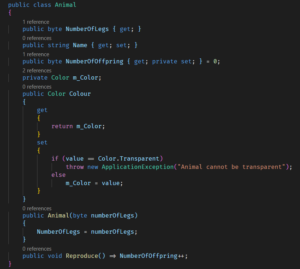 public class Animal
{
1 reference
public byte NumberOfLegs { get; }
0 references
public string Name { get; set; }
1 reference
public byte NumberOfOffpring { get; private set; } = 0;
2 references
private Color m_Color;
0 references
public Color Colour
{
get
{
return m_Color;
}
set
{
if (value == Color.Transparent)
throw new ApplicationException("Animal cannot be transparent");
else
m_Color = value;
}
}
0 references
public Animal(byte numberOfLegs)
{
NumberOfLegs = numberOfLegs;
}
0 references
public void Reproduce() => NumberOfOffpring++;
}